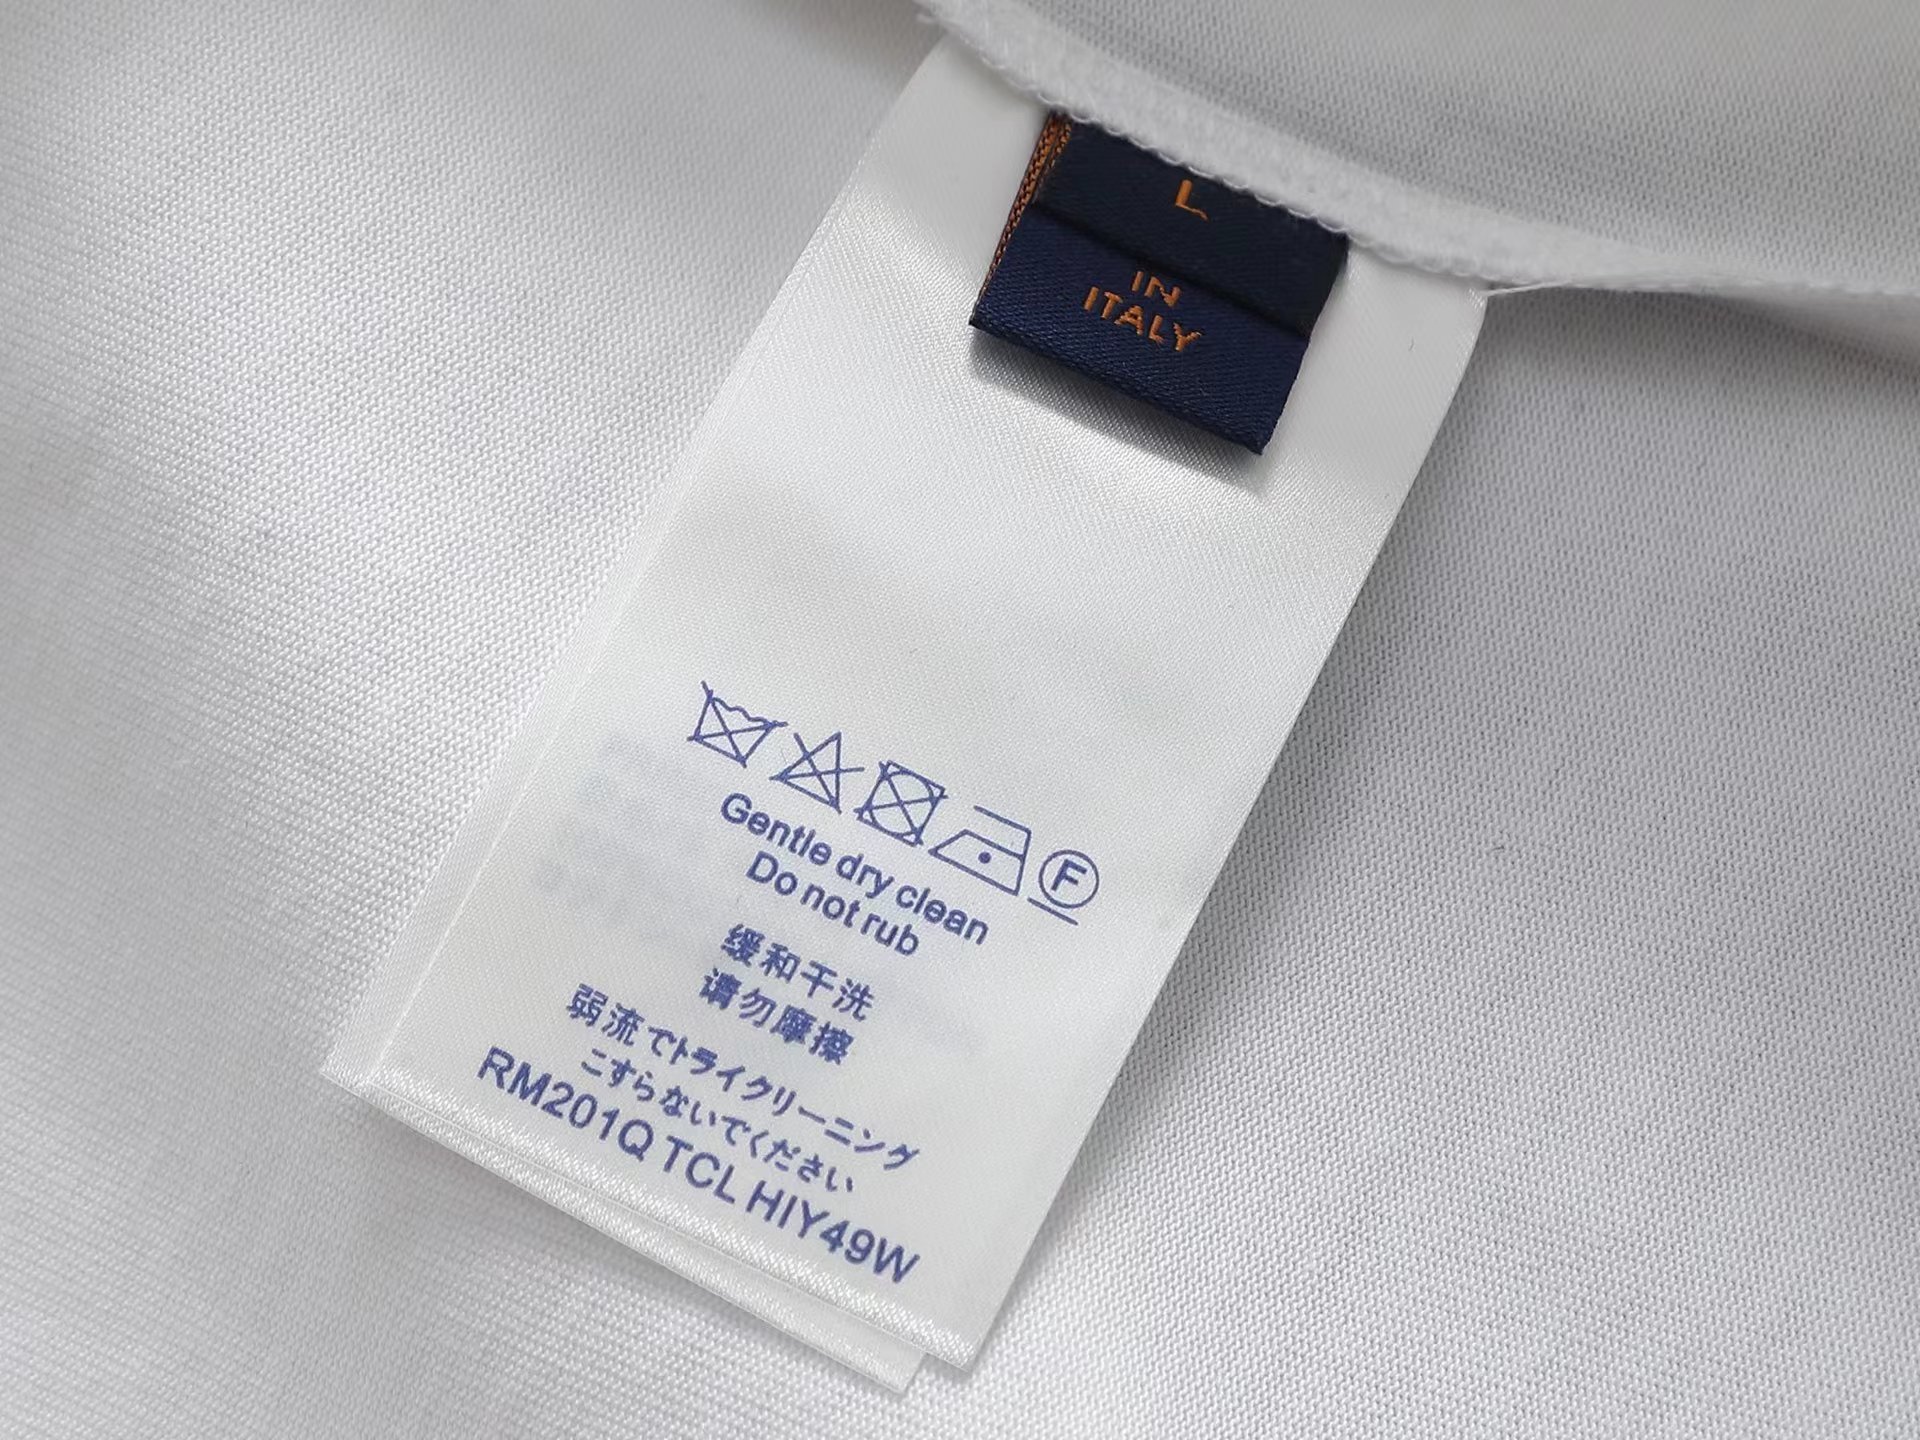 L
IN
ITALY
F
Gentle dry clean
Do not rub
缓和干洗
请勿摩擦
弱流でトライクリーニング
こすらないでください
RM201Q TCL HIY49W